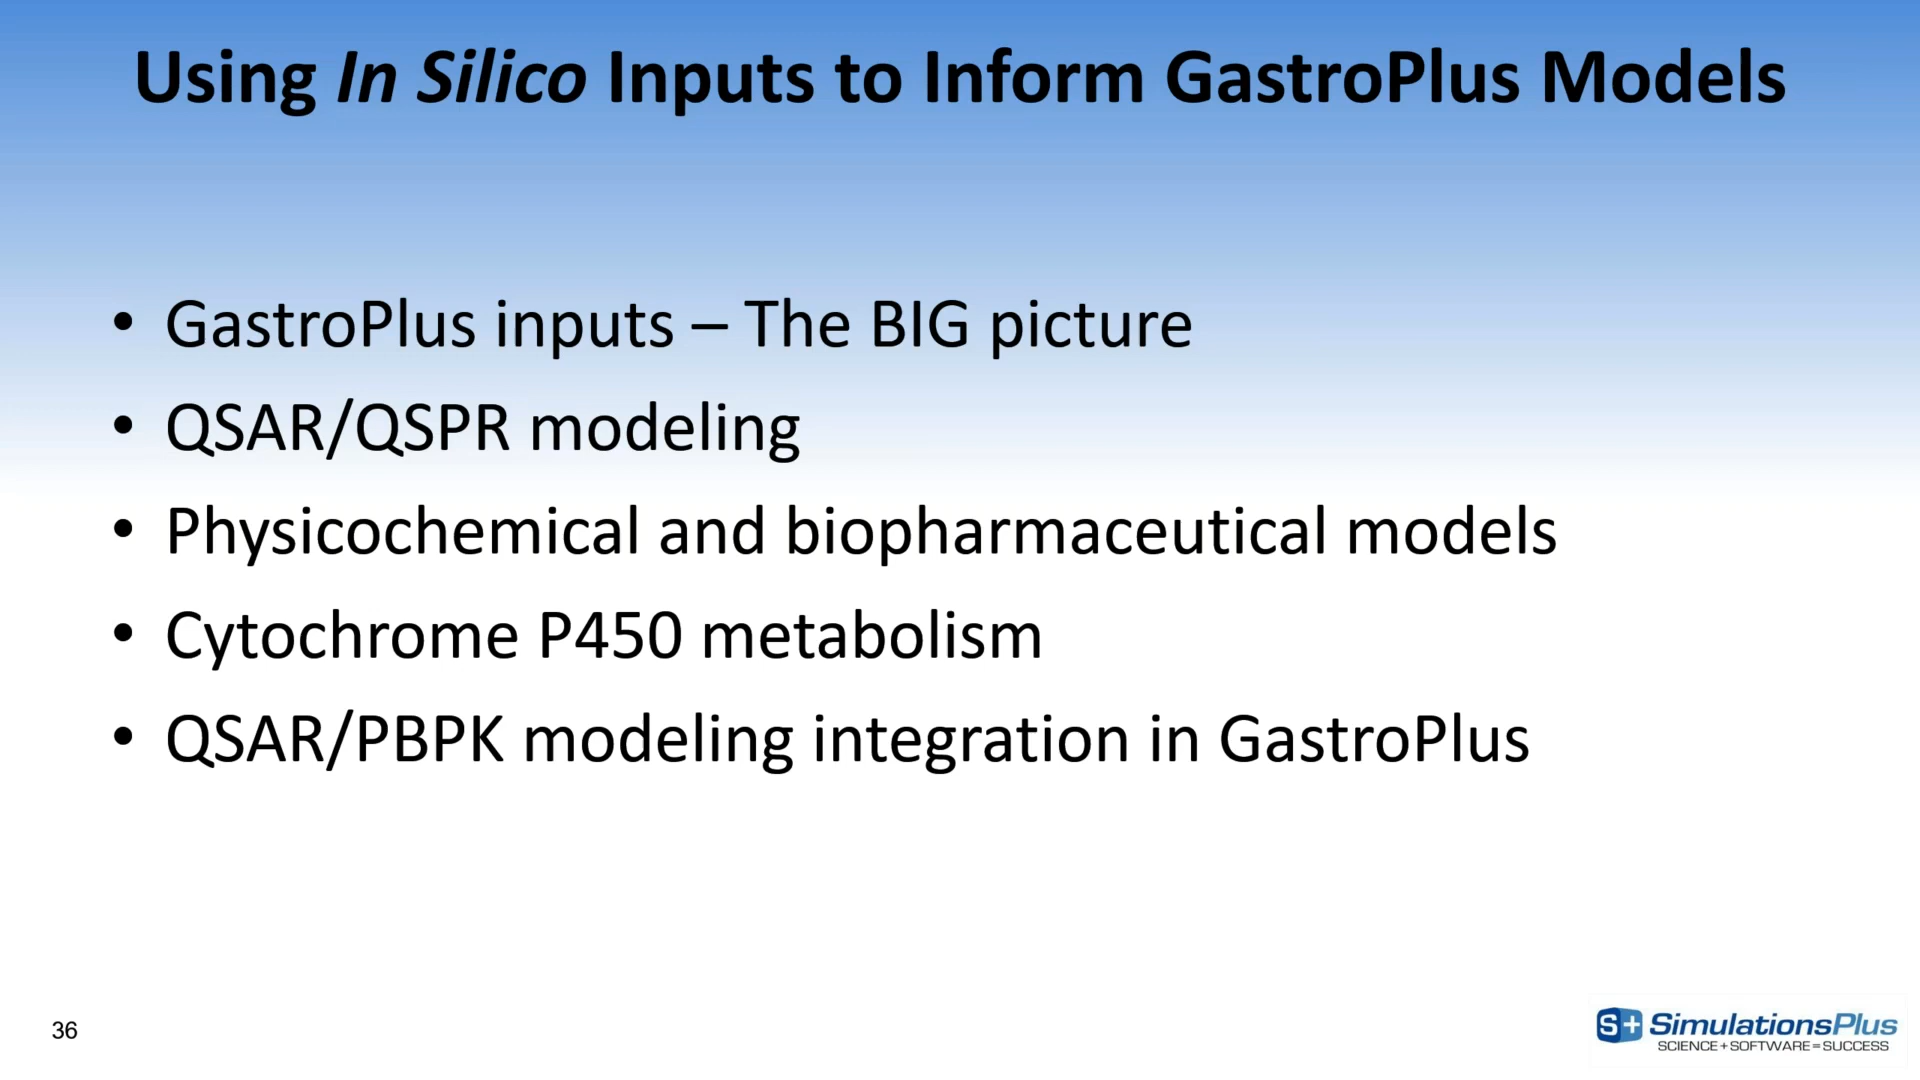 Using In Silico Inputs to Inform GastroPlus Models
• GastroPlus inputs – The BIG picture
• QSAR/QSPR modeling
• Physicochemical and biopharmaceutical models
• Cytochrome P450 metabolism
• QSAR/PBPK modeling integration in GastroPlus
36
S+ SimulationsPlus
SCIENCE+SOFTWARE=SUCCESS